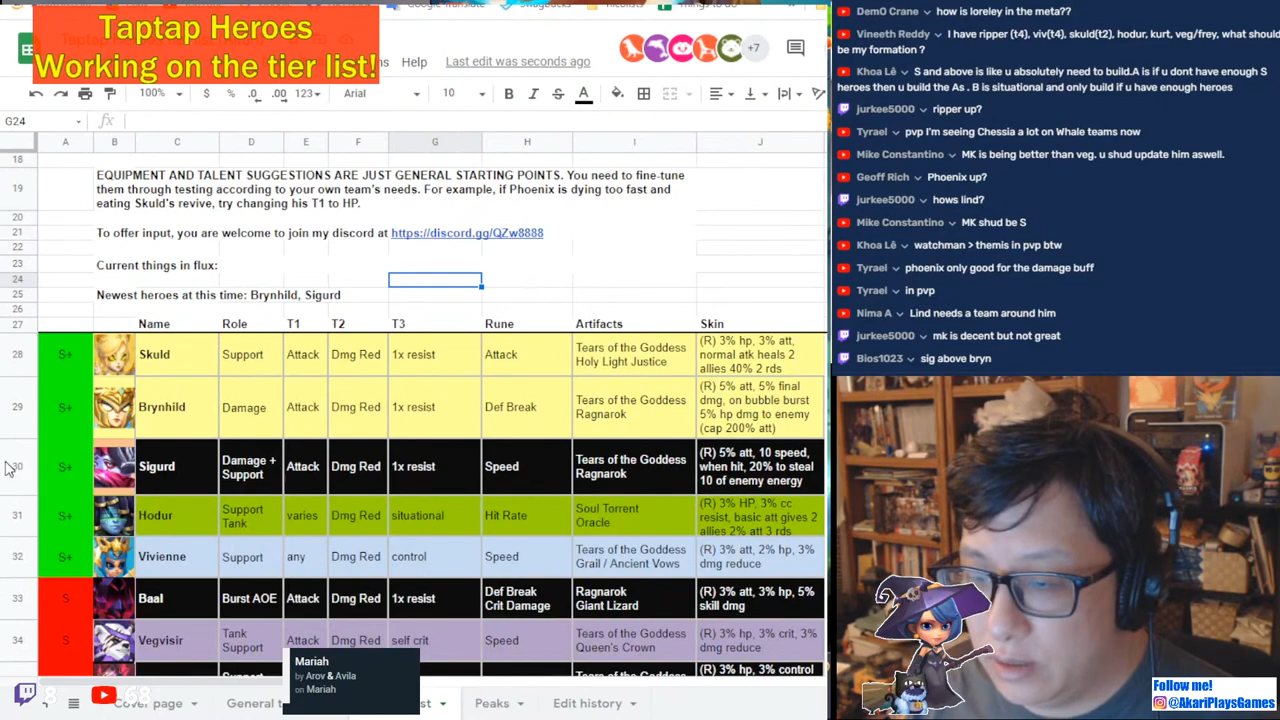 Taptap Heroes
Working on the tier list!
Last edit was seconds ago
+7
100%
$
%
.0
.00
123
Arial
10
B
I
S
A
G24
fx
A
B
C
D
E
F
G
H
I
J
18
19
EQUIPMENT AND TALENT SUGGESTIONS ARE JUST GENERAL STARTING POINTS. You need to fine-tune
them through testing according to your own team's needs. For example, if Phoenix is dying too fast and
eating Skuld's revive, try changing his T1 to HP.
20
21
To offer input, you are welcome to join my discord at https://discord.gg/QZw8888
22
23
Current things in flux:
24
25
Newest heroes at this time: Brynhild, Sigurd
26
27
Name Role T1 T2 T3 Rune Artifacts Skin
28
S+ Skuld Support Attack Dmg Red 1x resist Attack
Tears of the Goddess
Holy Light Justice
(R) 3% hp, 3% att,
normal atk heals 2
allies 40% 2 rds
29
S+ Brynhild Damage Attack Dmg Red 1x resist Def Break
Tears of the Goddess
Ragnarok
(R) 5% att, 5% final
dmg, on bubble burst
5% hp dmg to enemy
(cap 200% att)
30
S+ Sigurd
Damage +
Support
Attack Dmg Red 1x resist Speed
Tears of the Goddess
Ragnarok
(R) 5% att, 10 speed,
when hit, 20% to steal
10 of enemy energy
31
S+ Hodur
Support
Tank
varies Dmg Red situational Hit Rate
Soul Torrent
Oracle
(R) 3% HP, 3% cc
resist, basic att gives 2
allies 2% att 3 rds
32
S+ Vivienne Support any Dmg Red control Speed
Tears of the Goddess
Grail / Ancient Vows
(R) 3% att, 2% hp, 3%
dmg reduce
33
S Baal Burst AOE Attack Dmg Red 1x resist
Def Break
Crit Damage
Ragnarok
Giant Lizard
(R) 3% att, 3% hp, 5%
skill dmg
34
S Vegvisir
Tank
Support
Attack Dmg Red self crit Speed
Tears of the Goddess
Queen's Crown
(R) 3% hp, 3% crit, 3%
dmg reduce
(R) 3% hp, 3% control
Mariah
by Arov & Avila
on Mariah
8
68
Cover page
General t
st
Peaks
Edit history
Dem0 Crane how is loreley in the meta??
Vineeth Reddy I have ripper (t4), viv(t4), skuld(t2), hodur, kurt, veg/frey, what should
be my formation ?
Khoa Lê S and above is like u absolutely need to build.A is if u dont have enough S
heroes then u build the As . B is situational and only build if u have enough heroes
jurkee5000 ripper up?
Tyrael pvp I'm seeing Chessia a lot on Whale teams now
Mike Constantino MK is being better than veg. u shud update him aswell.
Geoff Rich Phoenix up?
jurkee5000 hows lind?
Mike Constantino MK shud be S
Khoa Lê watchman > themis in pvp btw
Tyrael phoenix only good for the damage buff
Tyrael in pvp
Nima A Lind needs a team around him
jurkee5000 mk is decent but not great
Bios1023 sig above bryn
Follow me!
@AkariPlaysGames